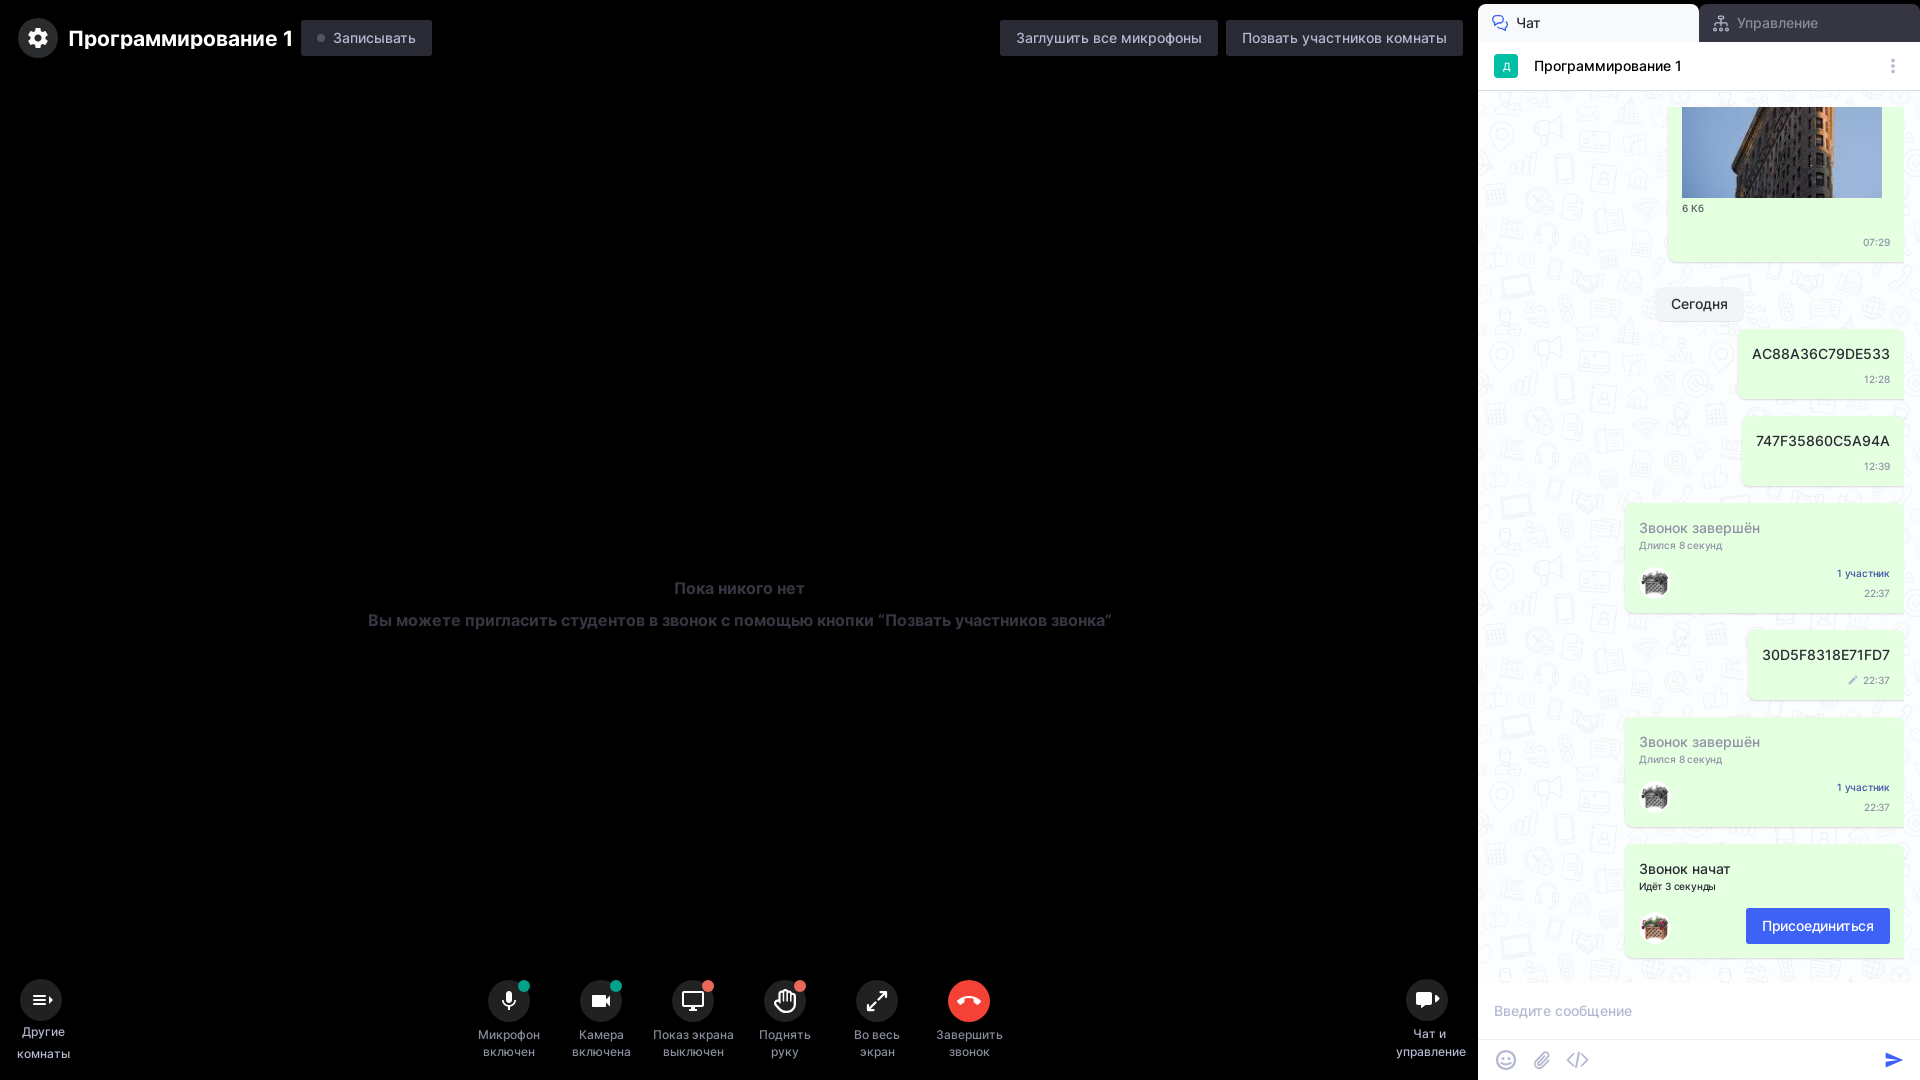 Программирование 1
Записывать
Заглушить все микрофоны
Позвать участников комнаты
Чат
Управление
Д
Программирование 1
6 Кб
07:29
Сегодня
AC88A36C79DE533
12:28
747F35860C5A94A
12:39
Звонок завершён
Длился 8 секунд
1 участник
22:37
30D5F8318E71FD7
22:37
Звонок завершён
Длился 8 секунд
1 участник
22:37
Звонок начат
Идёт 3 секунды
Присоединиться
Пока никого нет
Вы можете пригласить студентов в звонок с помощью кнопки “Позвать участников звонка”
Другие
комнаты
Микрофон
включен
Камера
включена
Показ экрана
выключен
Поднять
руку
Во весь
экран
Завершить
звонок
Чат и
управление
Введите сообщение